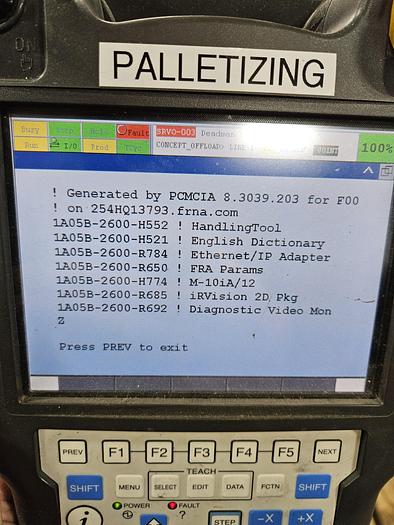 ON
PALLETIZING
Busy Step Hold Fault SRVO-003 Deadman
Run I/O Prod TCyc CONCEPT_OFFLOAD JOINT 100%
! Generated by PCMCIA 8.3039.203 for F00
! on 254HQ13793.frna.com
1A05B-2600-H552 ! HandlingTool
1A05B-2600-H521 ! English Dictionary
1A05B-2600-R784 ! Ethernet/IP Adapter
1A05B-2600-R650 ! FRA Params
1A05B-2600-H774 ! M-10iA/12
1A05B-2600-R685 ! iRVision 2D Pkg
1A05B-2600-R692 ! Diagnostic Video Mon
Z
Press PREV to exit
PREV F1 F2 F3 F4 F5 NEXT
TEACH
SHIFT MENU SELECT EDIT DATA FCTN SHIFT
POWER FAULT
i ? STEP -X +X